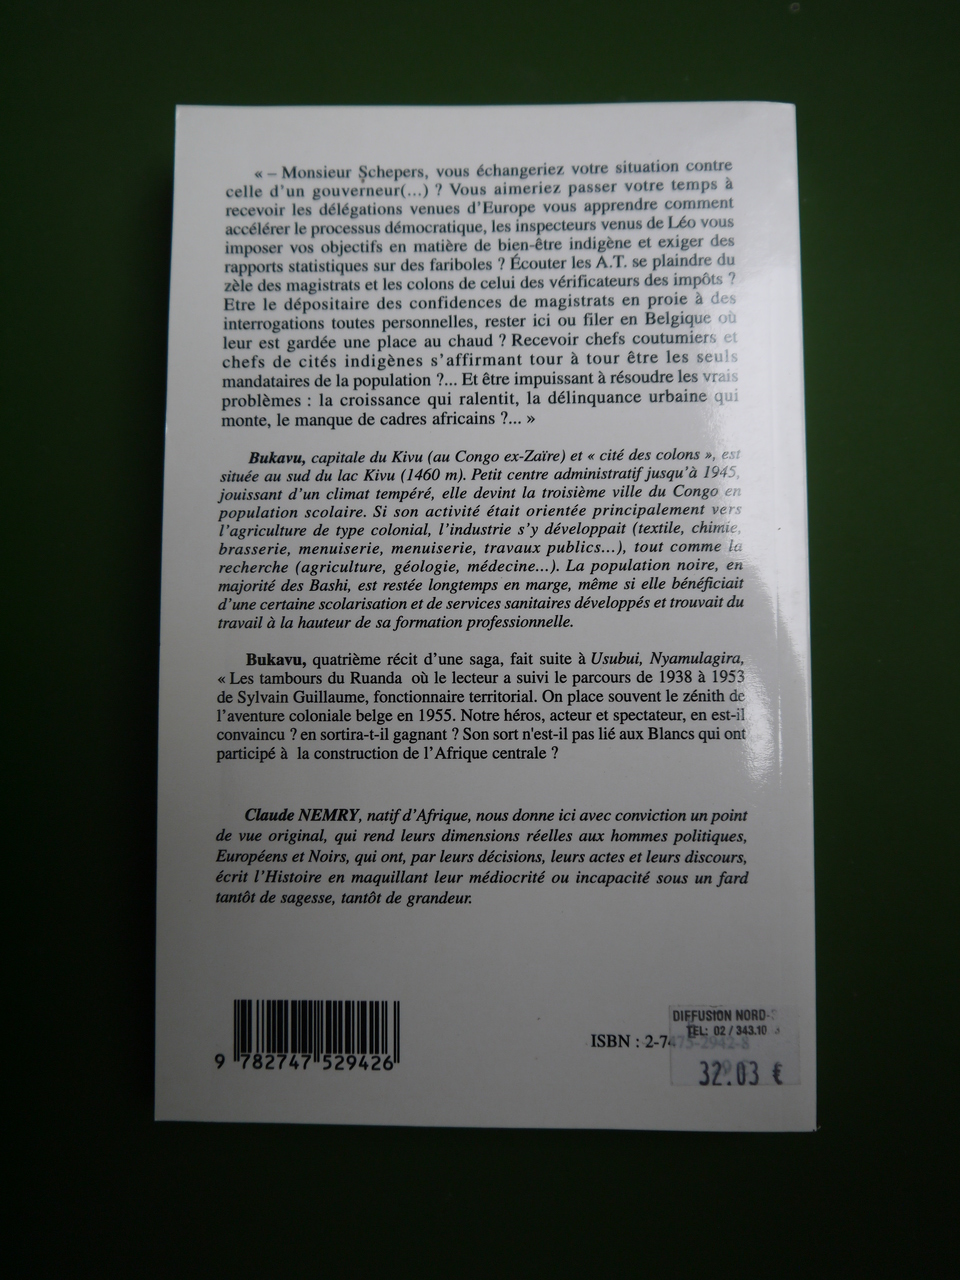 « – Monsieur Schepers, vous échangeriez votre situation contre
celle d'un gouverneur(...) ? Vous aimeriez passer votre temps à
recevoir les délégations venues d'Europe vous apprendre comment
accélérer le processus démocratique, les inspecteurs venus de Léo vous
imposer vos objectifs en matière de bien-être indigène et exiger des
rapports statistiques sur des fariboles ? Écouter les A.T. se plaindre du
zèle des magistrats et les colons de celui des vérificateurs des impôts ?
Etre le dépositaire des confidences de magistrats en proie à des
interrogations toutes personnelles, rester ici ou filer en Belgique où
leur est gardée une place au chaud ? Recevoir chefs coutumiers et
chefs de cités indigènes s'affirmant tour à tour être les seuls
mandataires de la population ?... Et être impuissant à résoudre les vrais
problèmes : la croissance qui ralentit, la délinquance urbaine qui
monte, le manque de cadres africains ?... »
Bukavu, capitale du Kivu (au Congo ex-Zaïre) et « cité des colons », est
située au sud du lac Kivu (1460 m). Petit centre administratif jusqu'à 1945,
jouissant d'un climat tempéré, elle devint la troisième ville du Congo en
population scolaire. Si son activité était orientée principalement vers
l'agriculture de type colonial, l'industrie s'y développait (textile, chimie,
brasserie, menuiserie, menuiserie, travaux publics...), tout comme la
recherche (agriculture, géologie, médecine...). La population noire, en
majorité des Bashi, est restée longtemps en marge, même si elle bénéficiait
d'une certaine scolarisation et de services sanitaires développés et trouvait du
travail à la hauteur de sa formation professionnelle.
Bukavu, quatrième récit d'une saga, fait suite à Usubui, Nyamulagira,
« Les tambours du Ruanda où le lecteur a suivi le parcours de 1938 à 1953
de Sylvain Guillaume, fonctionnaire territorial. On place souvent le zénith de
l'aventure coloniale belge en 1955. Notre héros, acteur et spectateur, en est-il
convaincu ? en sortira-t-il gagnant ? Son sort n'est-il pas lié aux Blancs qui ont
participé à la construction de l'Afrique centrale ?
Claude NEMRY, natif d'Afrique, nous donne ici avec conviction un point
de vue original, qui rend leurs dimensions réelles aux hommes politiques,
Européens et Noirs, qui ont, par leurs décisions, leurs actes et leurs discours,
écrit l'Histoire en maquillant leur médiocrité ou incapacité sous un fard
tantôt de sagesse, tantôt de grandeur.
DIFFUSION NORD-
TEL: 02 / 343.10
ISBN : 2-7475-2942-8
32.03 €
9 782747 529426